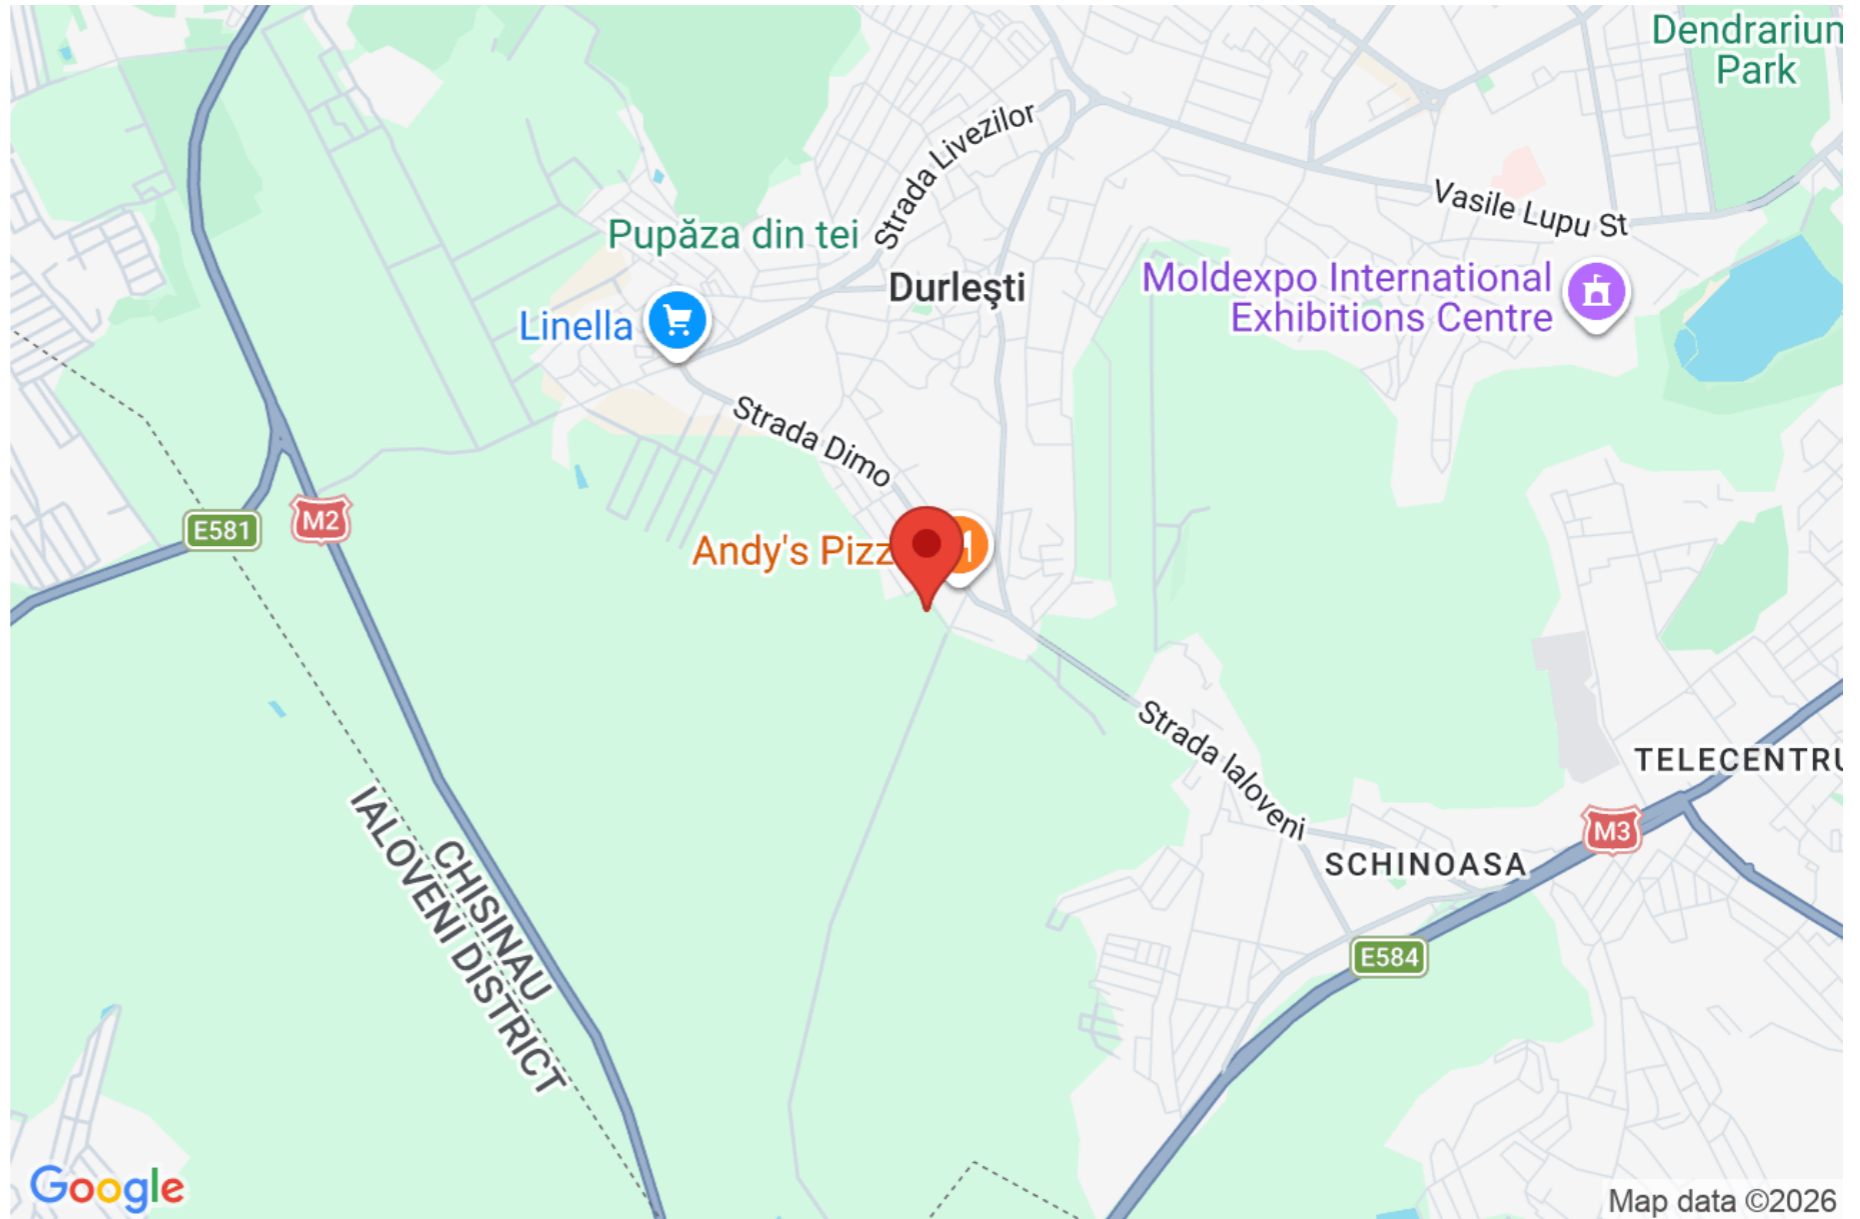 Dendrarium
Park
Strada Livezilor
Vasile Lupu St
Pupăza din tei
Durleşti
Moldexpo International
Exhibitions Centre
Linella
Strada Dimo
E581
M2
Andy's Pizz
Strada Ialoveni
TELECENTRU
M3
SCHINOASA
CHISINAU
IALOVENI DISTRICT
E584
Google
Map data ©2026